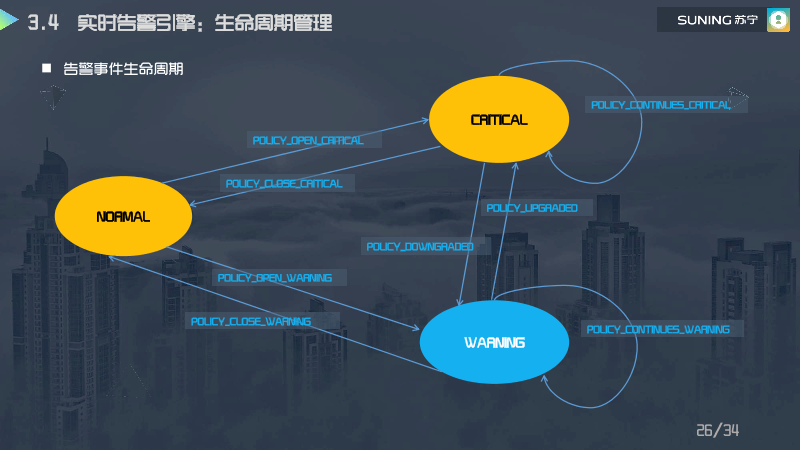 3.4 实时告警引擎：生命周期管理
SUNING 苏宁
告警事件生命周期
CRITICAL
POLICY_CONTINUES_CRITICAL
POLICY_OPEN_CRITICAL
POLICY_CLOSE_CRITICAL
NORMAL
POLICY_UPGRADED
POLICY_DOWNGRADED
POLICY_OPEN_WARNING
POLICY_CLOSE_WARNING
WARNING
POLICY_CONTINUES_WARNING
26/34